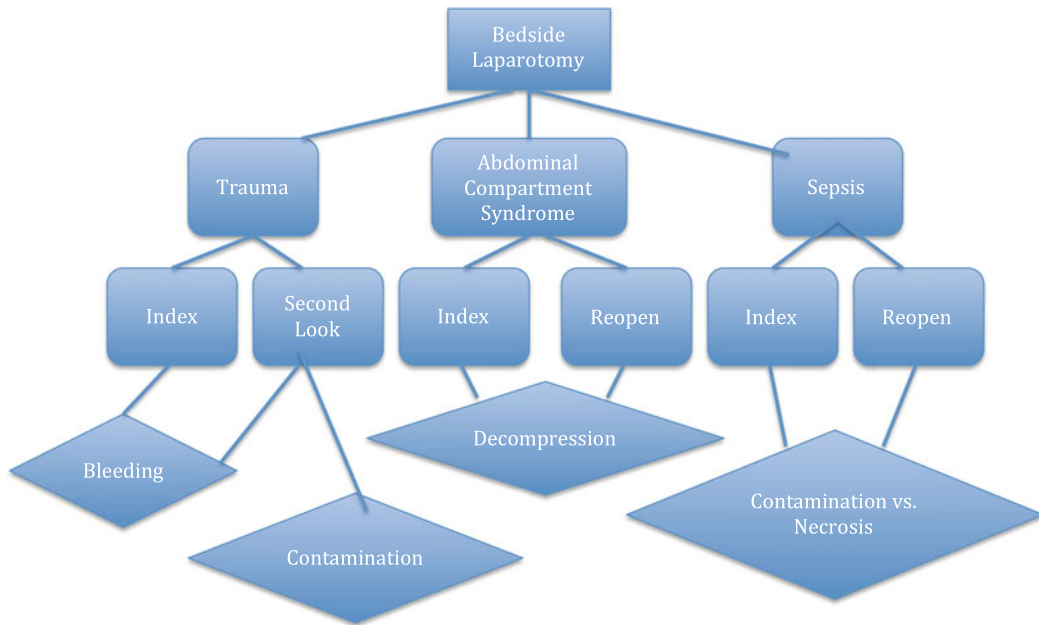 Bedside
Laparotomy
Trauma
Abdominal
Compartment
Syndrome
Sepsis
Index
Second
Look
Index
Reopen
Index
Reopen
Bleeding
Contamination
Decompression
Contamination vs.
Necrosis